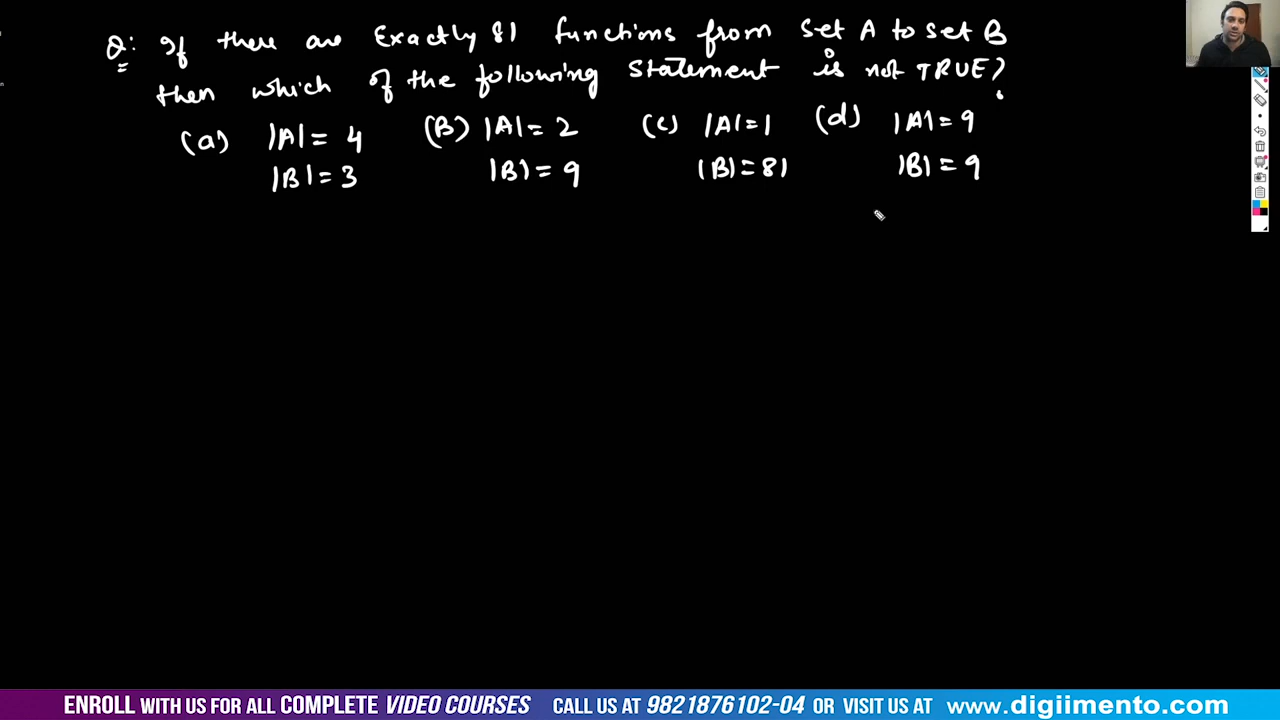 Q: If there are Exactly 81 functions from set A to set B
then which of the following statement is not TRUE?
(a) |A| = 4 (B) |A| = 2 (c) |A| = 1 (d) |A| = 9
|B| = 3 |B| = 9 |B| = 81 |B| = 9
ENROLL WITH US FOR ALL COMPLETE VIDEO COURSES CALL US AT 9821876102-04 OR VISIT US AT www.digiimento.com